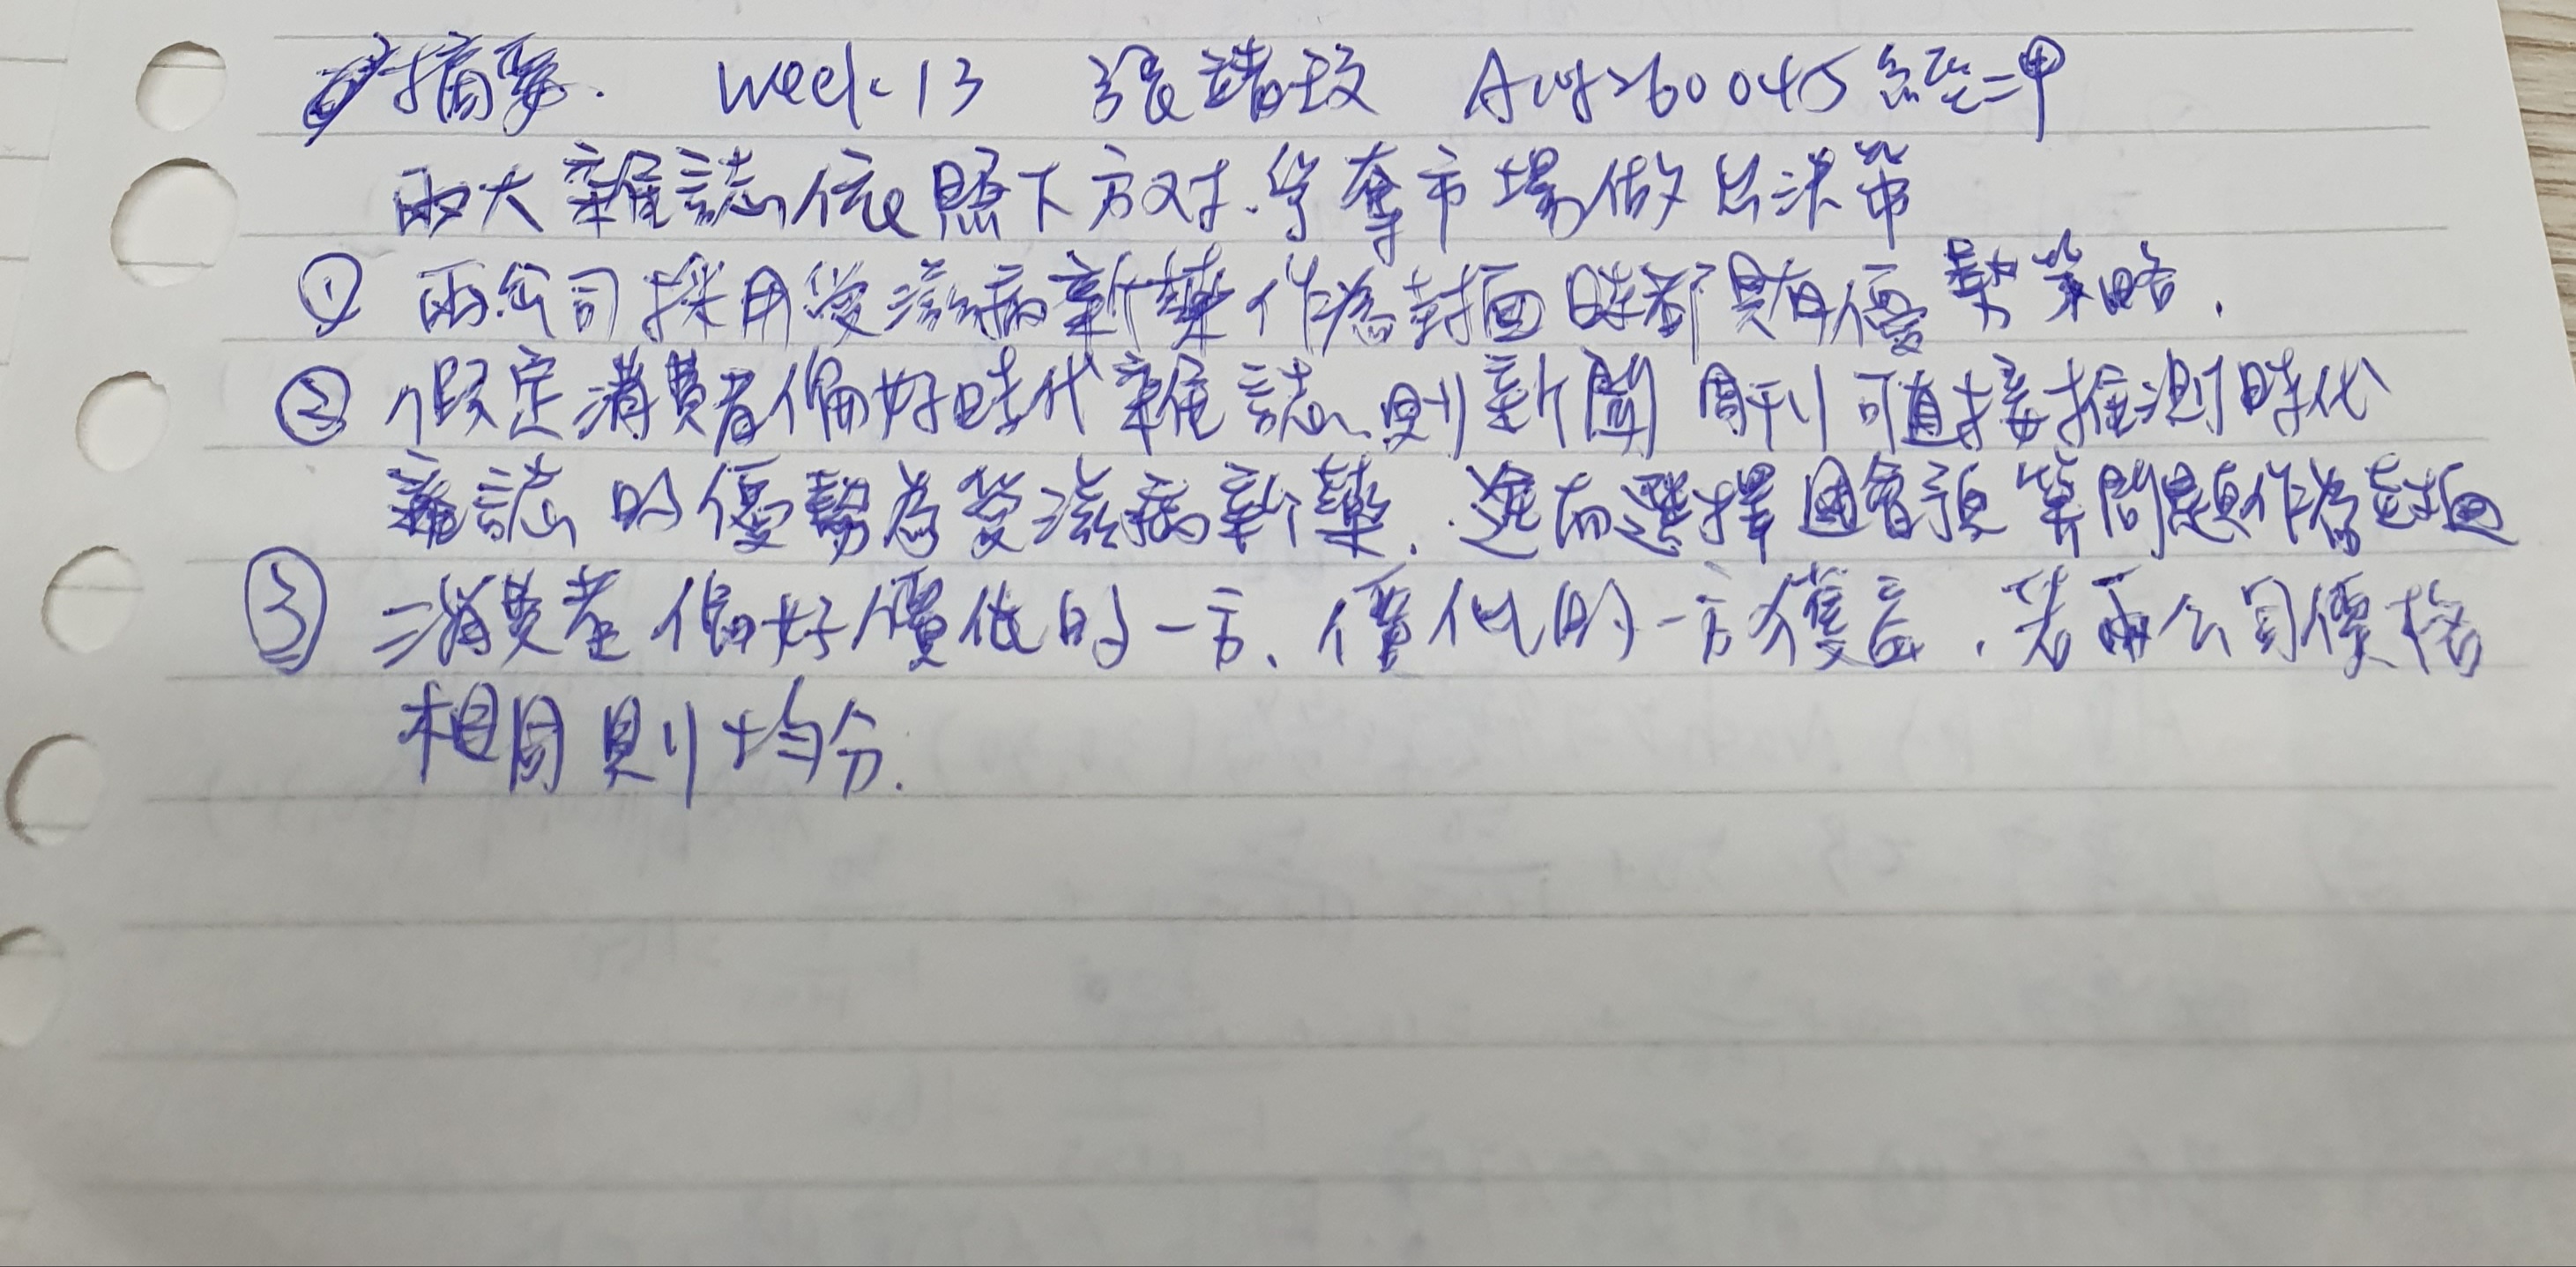 摘要. Week 13 張 玟 60045 經二甲
兩大雜誌依照下方对.爭奪市場做出決策
① 兩公司採用愛滋病新藥作為封面時都具有優勢策略.
② 假定消費者偏好時代雜誌,則新聞周刊可直接推測時代
雜誌的優勢為愛滋病新藥.進而選擇國會預算問題作為封面
③ 消費者偏好價低的一方、價低的一方獲益.若兩公司價格
相同則均分.